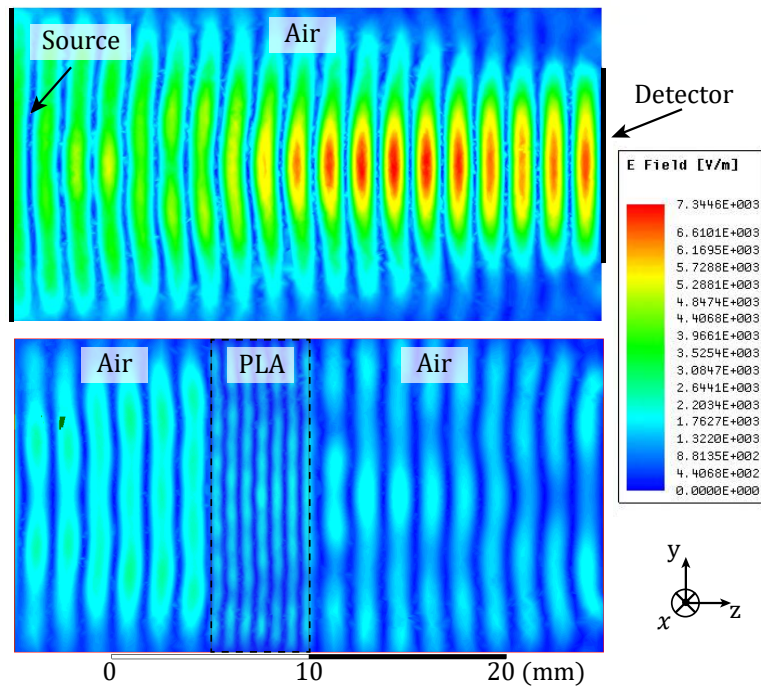 Source
Air
Detector
E Field [V/m]
7.3446E+003
6.6101E+003
6.1695E+003
5.7288E+003
5.2881E+003
4.8474E+003
4.4068E+003
3.9661E+003
3.5254E+003
3.0847E+003
2.6441E+003
2.2034E+003
1.7627E+003
1.3220E+003
8.8135E+002
4.4068E+002
0.0000E+000
Air
PLA
Air
y
x
z
0
10
20 (mm)